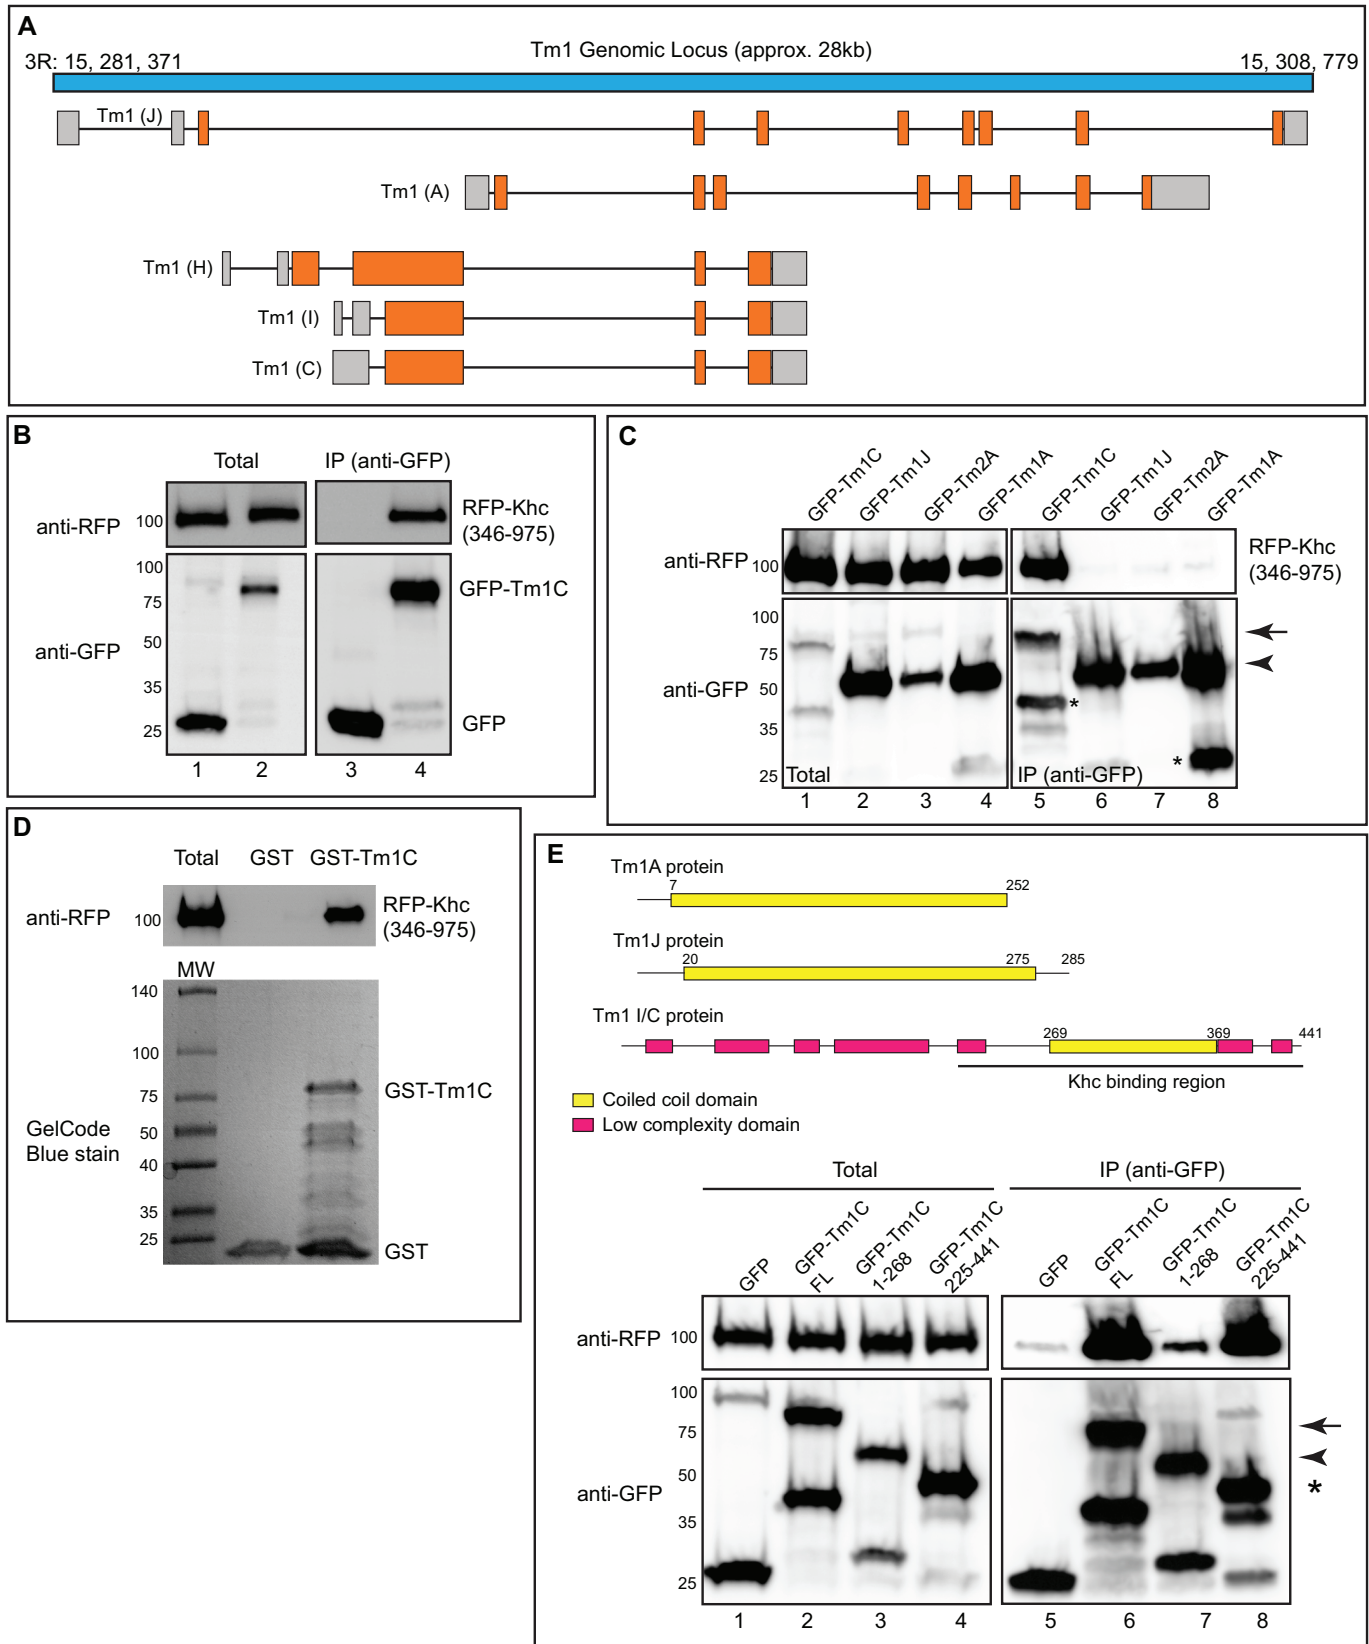 A
Tm1 Genomic Locus (approx. 28kb)
3R: 15, 281, 371
15, 308, 779
Tm1 (J)
Tm1 (A)
Tm1 (H)
Tm1 (I)
Tm1 (C)
B
Total
IP (anti-GFP)
anti-RFP
100
RFP-Khc
(346-975)
100
75
50
35
25
anti-GFP
GFP-Tm1C
GFP
1
2
3
4
C
GFP-Tm1C
GFP-Tm1J
GFP-Tm2A
GFP-Tm1A
GFP-Tm1C
GFP-Tm1J
GFP-Tm2A
GFP-Tm1A
anti-RFP
100
RFP-Khc
(346-975)
100
75
50
35
25
anti-GFP
*
*
Total
IP (anti-GFP)
1
2
3
4
5
6
7
8
D
Total
GST
GST-Tm1C
anti-RFP
100
RFP-Khc
(346-975)
MW
140
100
75
50
40
35
25
GelCode
Blue stain
GST-Tm1C
GST
E
Tm1A protein
7
252
Tm1J protein
20
275
285
Tm1 I/C protein
269
369
441
Khc binding region
Coiled coil domain
Low complexity domain
Total
IP (anti-GFP)
GFP
GFP-Tm1C
FL
GFP-Tm1C
1-268
GFP-Tm1C
225-441
GFP
GFP-Tm1C
FL
GFP-Tm1C
1-268
GFP-Tm1C
225-441
anti-RFP
100
100
75
50
35
25
anti-GFP
*
1
2
3
4
5
6
7
8